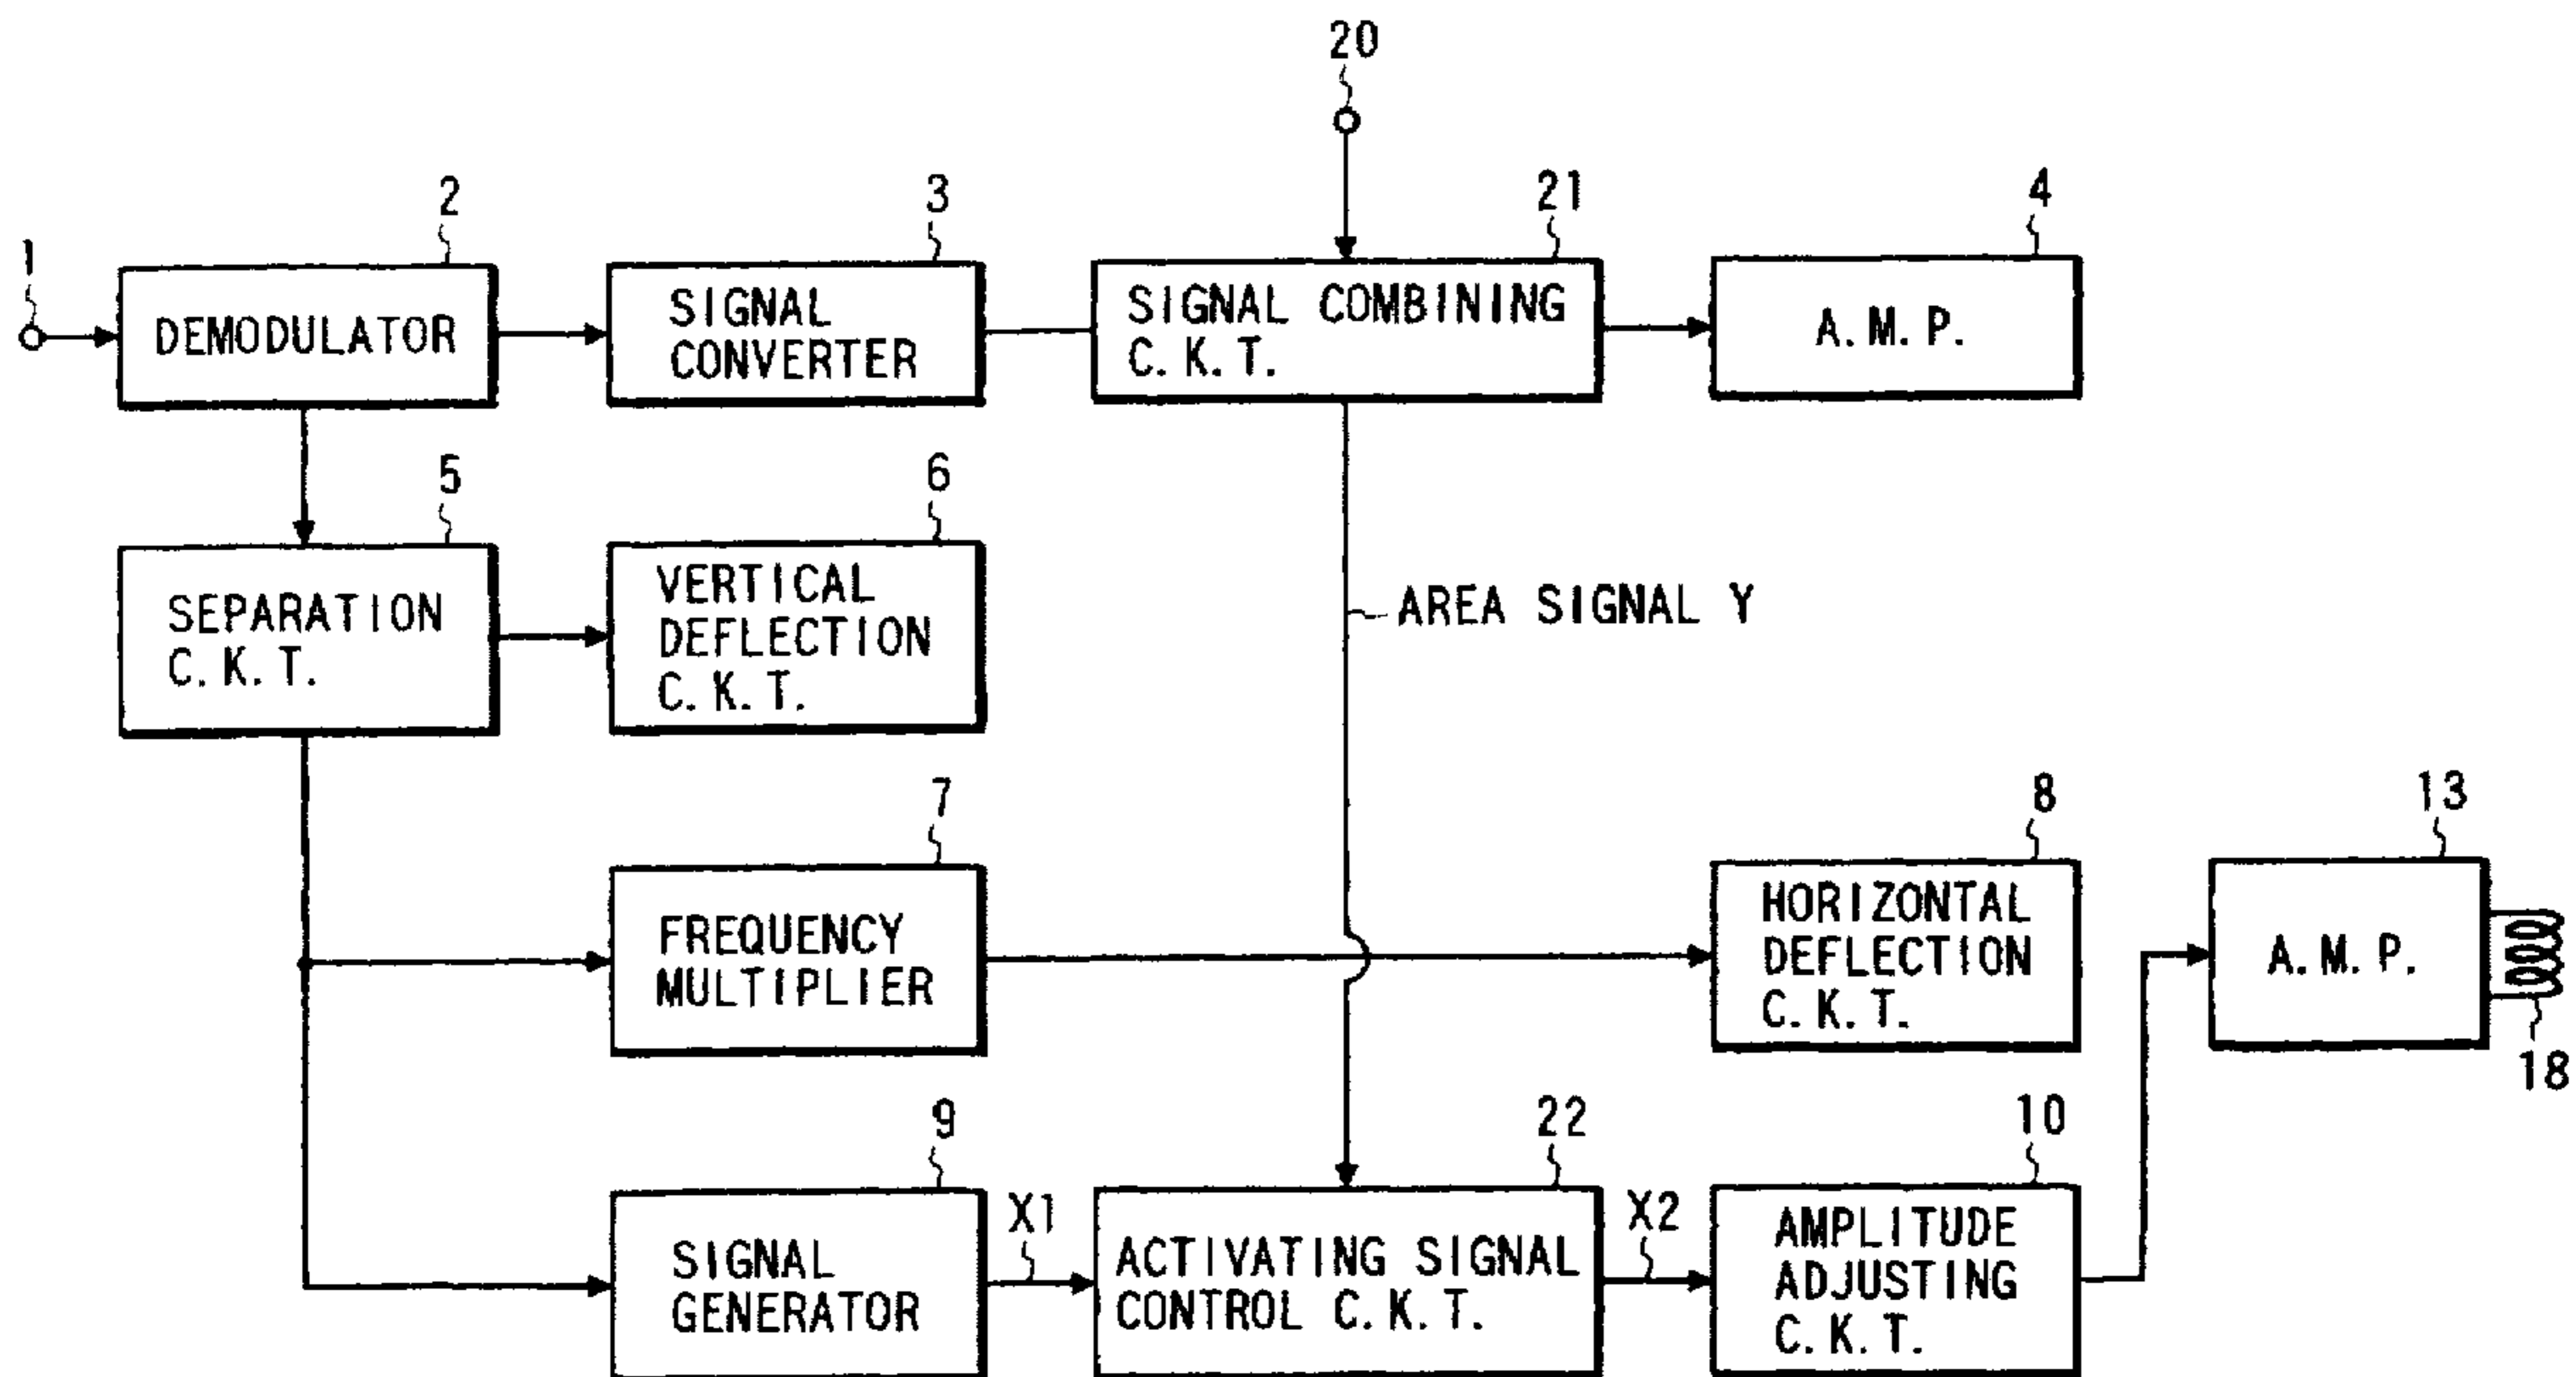 20
2
3
21
4
1
DEMODULATOR
SIGNAL
CONVERTER
SIGNAL COMBINING
C.K.T.
A.M.P.
5
6
SEPARATION
C.K.T.
VERTICAL
DEFLECTION
C.K.T.
AREA SIGNAL Y
7
8
13
FREQUENCY
MULTIPLIER
HORIZONTAL
DEFLECTION
C.K.T.
A.M.P.
18
9
22
10
X1
X2
SIGNAL
GENERATOR
ACTIVATING SIGNAL
CONTROL C.K.T.
AMPLITUDE
ADJUSTING
C.K.T.